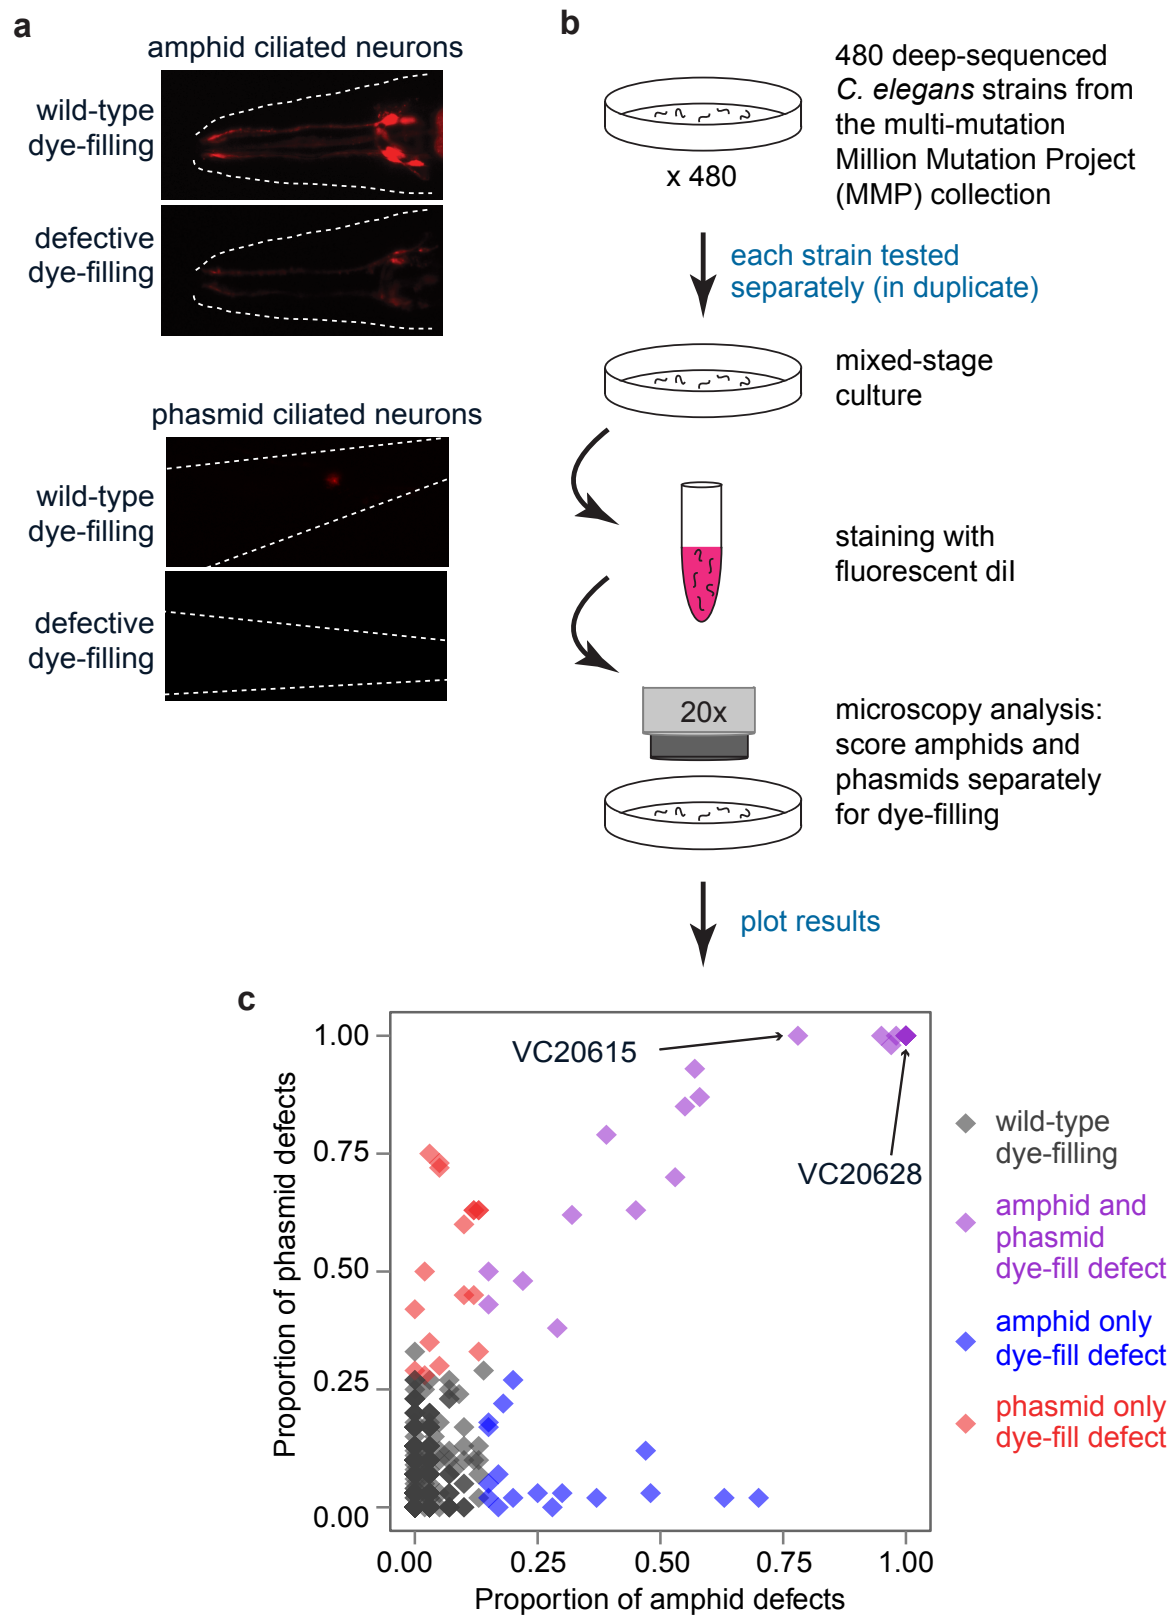 a
amphid ciliated neurons
wild-type
dye-filling
defective
dye-filling
phasmid ciliated neurons
wild-type
dye-filling
defective
dye-filling
b
480 deep-sequenced
C. elegans strains from
the multi-mutation
Million Mutation Project
(MMP) collection
x 480
each strain tested
separately (in duplicate)
mixed-stage
culture
staining with
fluorescent diI
20x
microscopy analysis:
score amphids and
phasmids separately
for dye-filling
plot results
c
Proportion of phasmid defects
1.00
0.75
0.50
0.25
0.00
VC20615
VC20628
0.00
0.25
0.50
0.75
1.00
Proportion of amphid defects
wild-type
dye-filling
amphid and
phasmid
dye-fill defect
amphid only
dye-fill defect
phasmid only
dye-fill defect